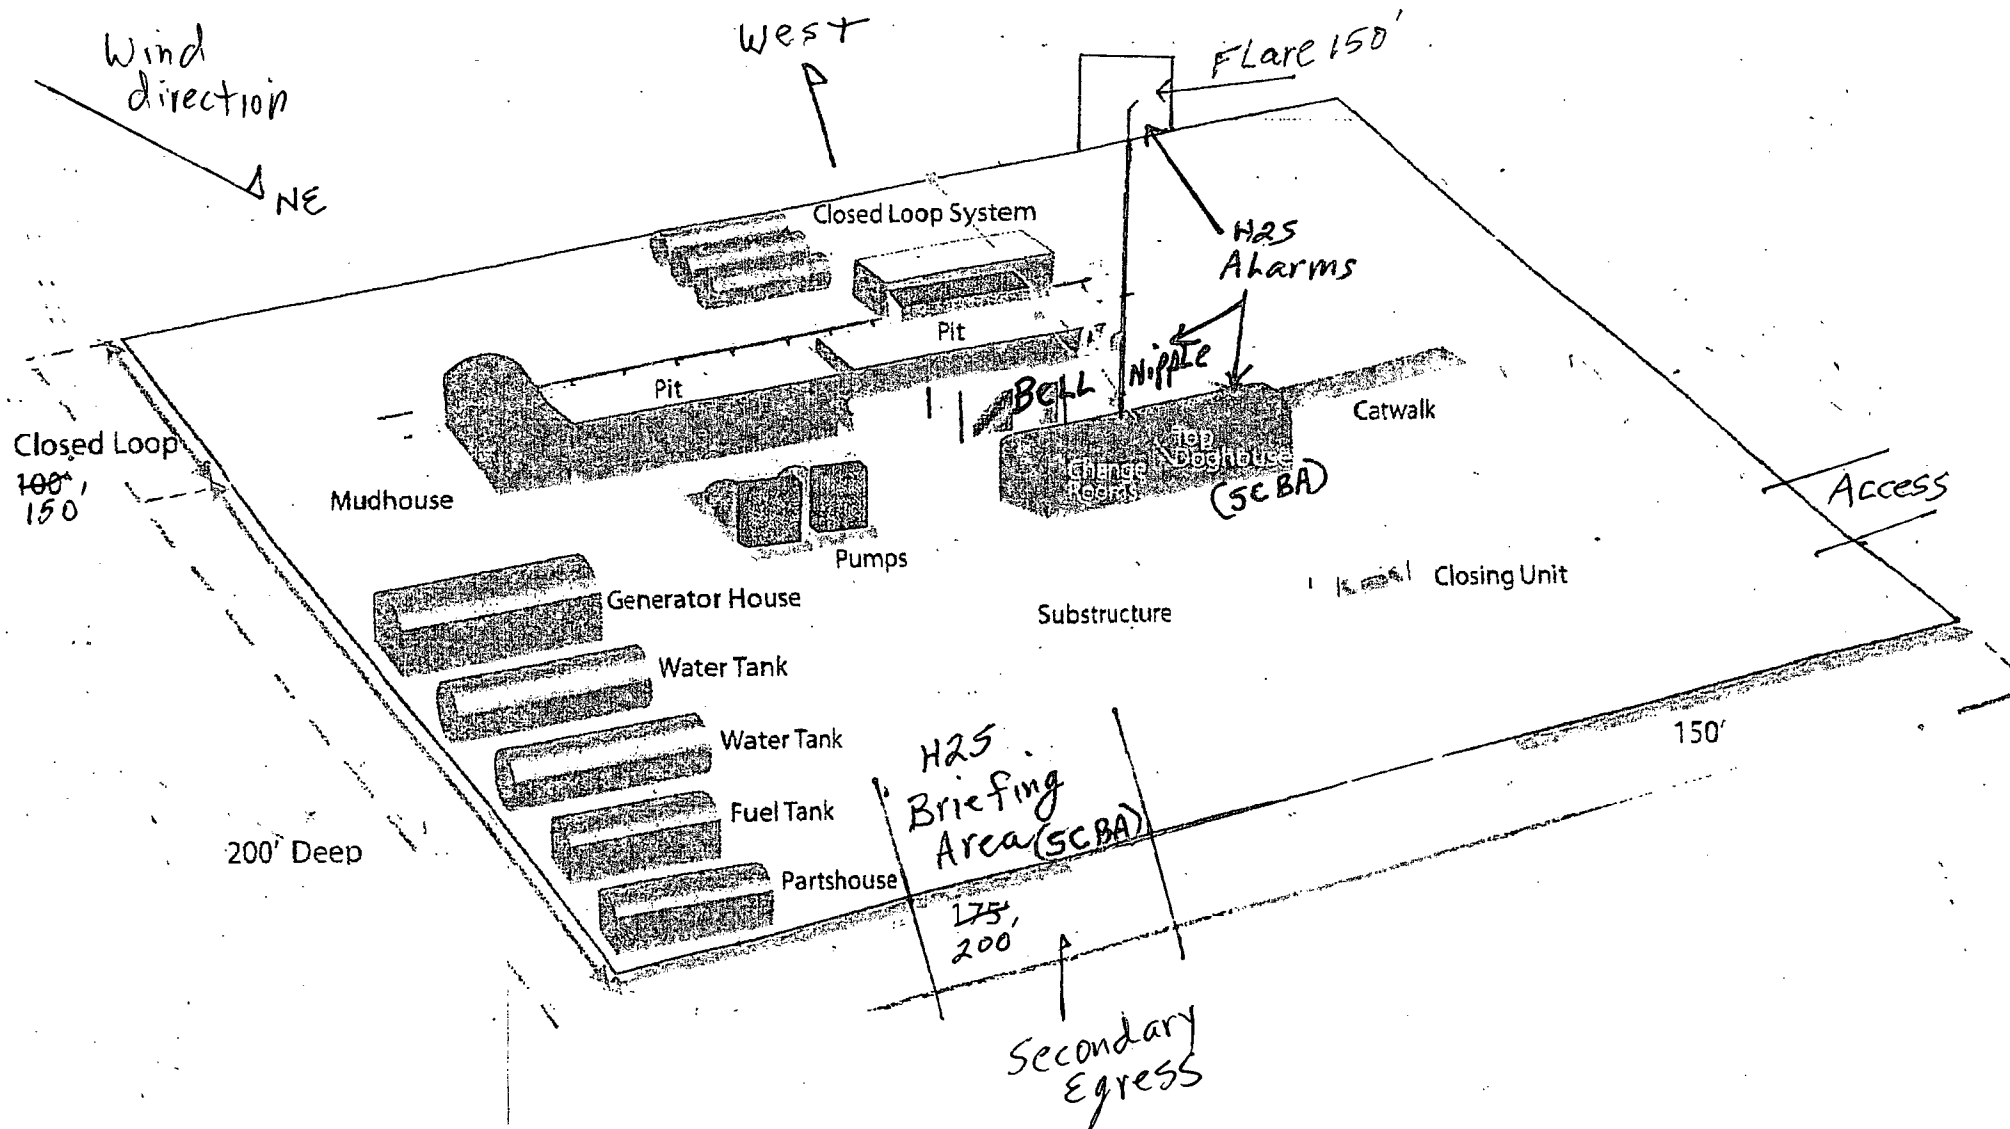 Wind
direction
NE
West
Flare 150'
Closed Loop System
H2S
Alarms
Pit
Pit
Bell
Nipple
Catwalk
Top
Doghouse
Change
Rooms
(SCBA)
Access
Closed Loop
100',
150'
Mudhouse
Pumps
Closing Unit
Generator House
Substructure
Water Tank
Water Tank
150'
H2S
Briefing
Area (SCBA)
Fuel Tank
200' Deep
Partshouse
175',
200'
Secondary
Egress